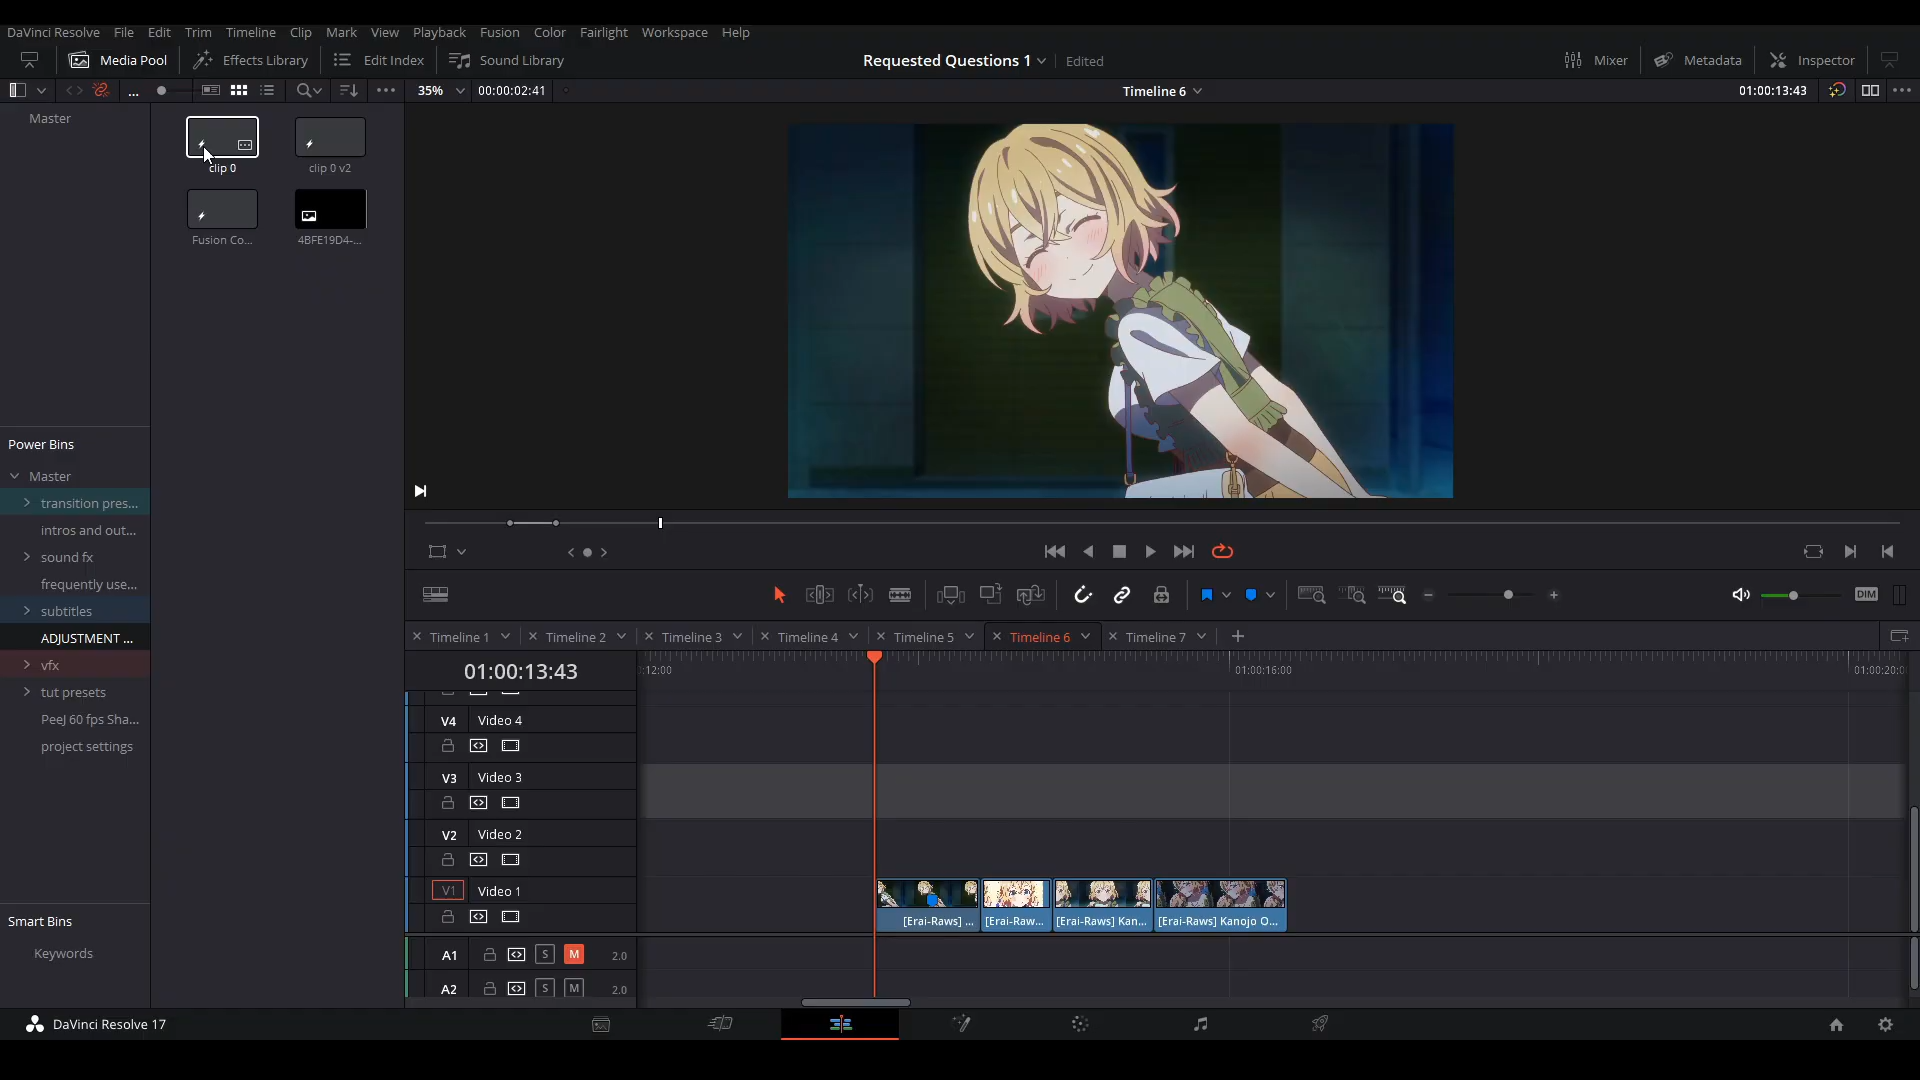 DaVinci Resolve File Edit Trim Timeline Clip Mark View Playback Fusion Color Fairlight Workspace Help
Media Pool Effects Library Edit Index Sound Library Requested Questions 1 Edited Mixer Metadata Inspector
... 35% 00:00:02:41 Timeline 6 01:00:13:43
Master
clip 0 clip 0 v2
Fusion Co... 4BFE19D4-...
Power Bins
Master
transition pres...
intros and out...
sound fx
frequently use...
subtitles
ADJUSTMENT ...
vfx
tut presets
PeeJ 60 fps Sha...
project settings
Smart Bins
Keywords
DIM
Timeline 1 Timeline 2 Timeline 3 Timeline 4 Timeline 5 Timeline 6 Timeline 7
01:00:13:43 :12:00 01:00:16:00 01:00:20:0
V4 Video 4
V3 Video 3
V2 Video 2
V1 Video 1
[Erai-Raws] ... [Erai-Raw... [Erai-Raws] Kan... [Erai-Raws] Kanojo O...
A1 S M 2.0
A2 S M 2.0
DaVinci Resolve 17